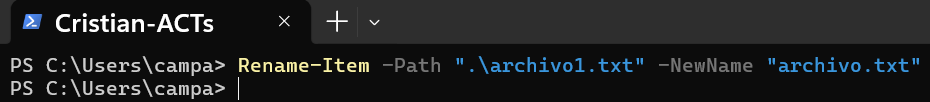 Cristian-ACTs
PS C:\Users\campa> Rename-Item -Path ".\archivo1.txt" -NewName "archivo.txt"
PS C:\Users\campa>